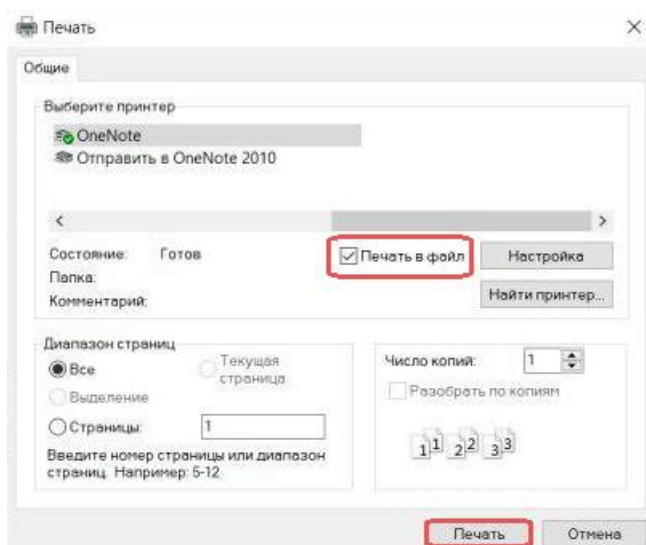 Печать
Общие
Выберите принтер
OneNote
Отправить в OneNote 2010
Состояние: Готов
Печать в файл
Настройка
Папка:
Комментарий:
Найти принтер...
Диапазон страниц
Все
Текущая
страница
Выделение
Страницы: 1
Введите номер страницы или диапазон
страниц. Например: 5-12
Число копий: 1
Разобрать по копиям
1 1 2 2 3 3
Печать
Отмена